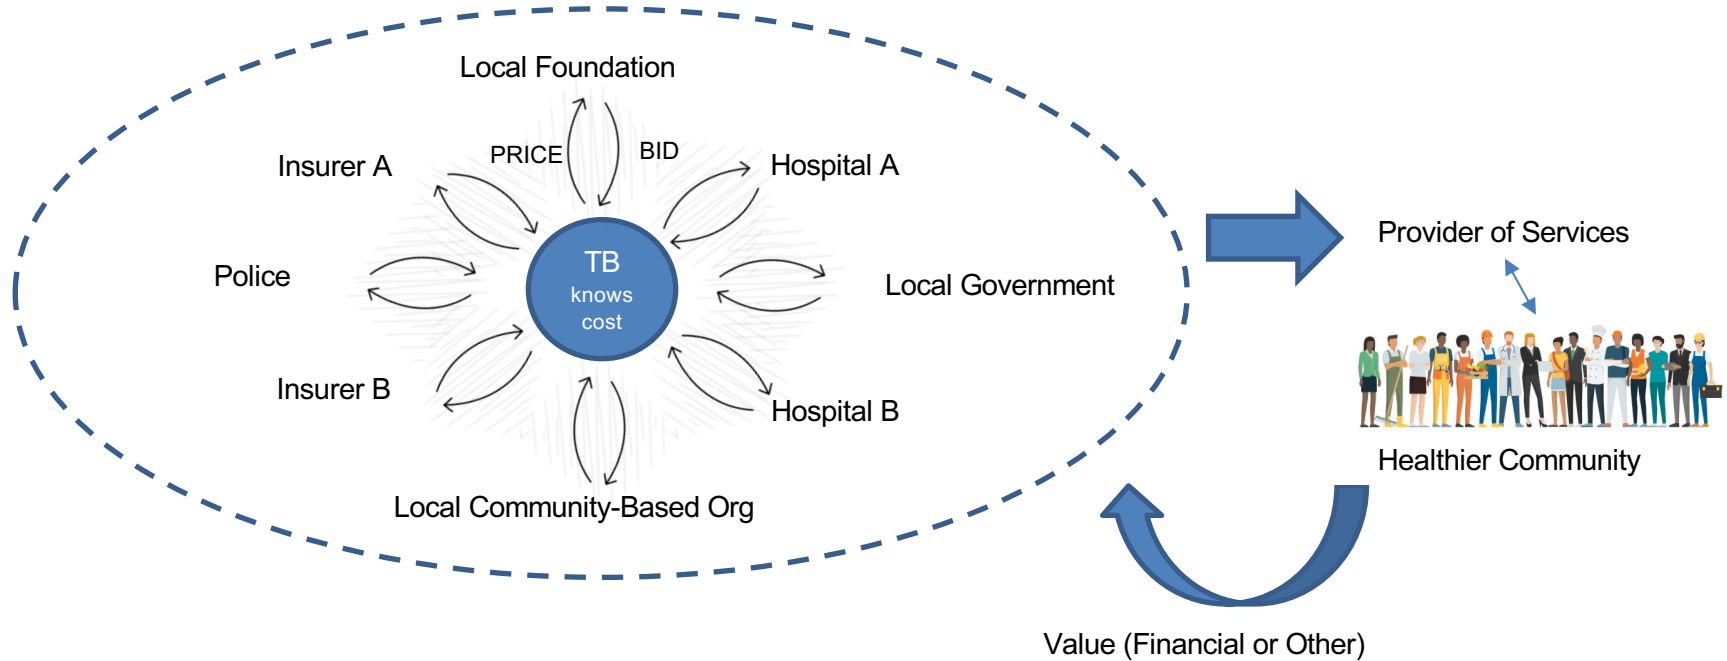 Local Foundation
PRICE
BID
Insurer A
Hospital A
Provider of Services
TB
knows
cost
Police
Local Government
Insurer B
Hospital B
Healthier Community
Local Community-Based Org
Value (Financial or Other)